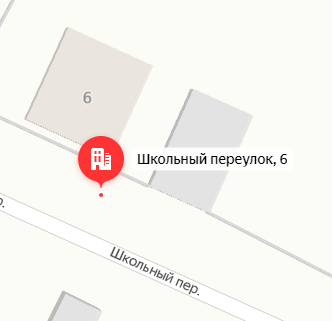 6
Школьный переулок, 6
р.
Школьный пер.